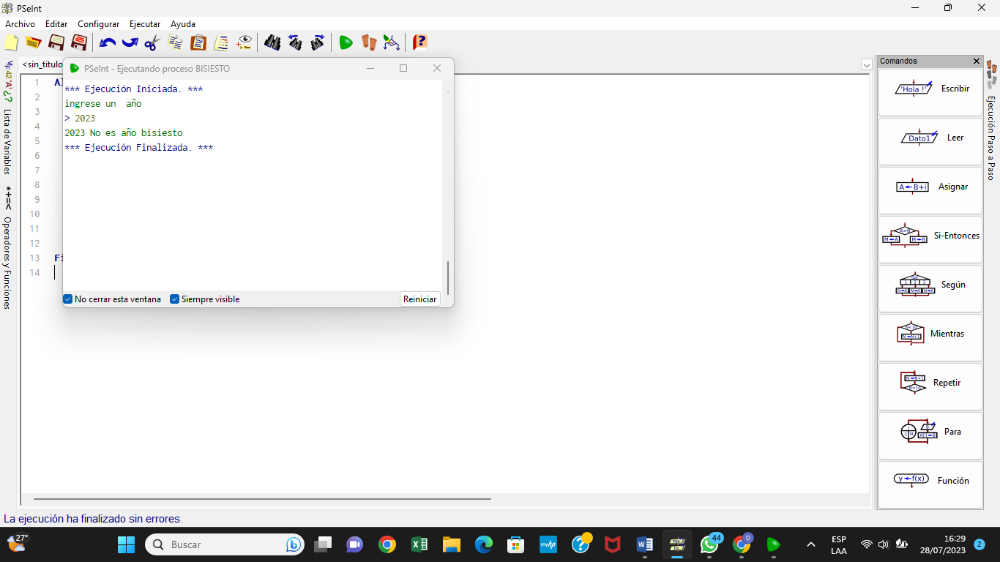 PSeInt
Archivo Editar Configurar Ejecutar Ayuda
<sin_titulo
PSeInt - Ejecutando proceso BISIESTO
*** Ejecución Iniciada. ***
ingrese un  año
> 2023
2023 No es año bisiesto
*** Ejecución Finalizada. ***
No cerrar esta ventana
Siempre visible
Reiniciar
1
2
3
4
5
6
7
8
9
10
11
12
13
14
*+=< Operadores y Funciones
Lista de Variables
Comandos
'Hola !' Escribir
Dato1 Leer
A←B+i Asignar
A>B M←A M←B Si-Entonces
1 2 3 Según
Mientras
Repetir
Para
y←f(x) Función
Ejecución Paso a Paso
La ejecución ha finalizado sin errores.
27°
Buscar
myhp
44
D
ESP
LAA
16:29
28/07/2023
2